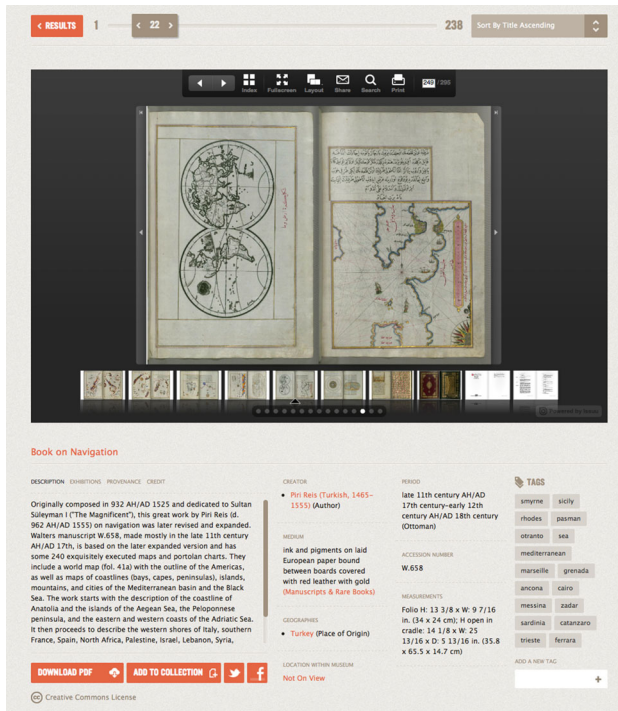 < RESULTS
1
< 22 >
238
Sort By Title Ascending
Index
Fullscreen
Layout
Share
Search
Print
249 / 296
Book on Navigation
DESCRIPTION EXHIBITIONS PROVENANCE CREDIT
Originally composed in 932 AH/AD 1525 and dedicated to Sultan
Süleyman I ("The Magnificent"), this great work by Piri Reis (d.
962 AH/AD 1555) on navigation was later revised and expanded.
Walters manuscript W.658, made mostly in the late 11th century
AH/AD 17th, is based on the later expanded version and has
some 240 exquisitely executed maps and portolan charts. They
include a world map (fol. 41a) with the outline of the Americas,
as well as maps of coastlines (bays, capes, peninsulas), islands,
mountains, and cities of the Mediterranean basin and the Black
Sea. The work starts with the description of the coastline of
Anatolia and the islands of the Aegean Sea, the Peloponnese
peninsula, and the eastern and western coasts of the Adriatic Sea.
It then proceeds to describe the western shores of Italy, southern
France, Spain, North Africa, Palestine, Israel, Lebanon, Syria,
DOWNLOAD PDF
ADD TO COLLECTION
Creative Commons License
CREATOR
• Piri Reis (Turkish, 1465–
1555) (Author)
MEDIUM
ink and pigments on laid
European paper bound
between boards covered
with red leather with gold
(Manuscripts & Rare Books)
GEOGRAPHIES
• Turkey (Place of Origin)
LOCATION WITHIN MUSEUM
Not On View
PERIOD
late 11th century AH/AD
17th century–early 12th
century AH/AD 18th century
(Ottoman)
ACCESSION NUMBER
W.658
MEASUREMENTS
Folio H: 13 3/8 x W: 9 7/16
in. (34 x 24 cm); H open in
cradle: 14 1/8 x W: 25
13/16 x D: 5 13/16 in. (35.8
x 65.5 x 14.7 cm)
TAGS
smyrne sicily
rhodes pasman
otranto sea
mediterranean
marseille grenada
ancona cairo
messina zadar
sardinia catanzaro
trieste ferrara
ADD A NEW TAG
+